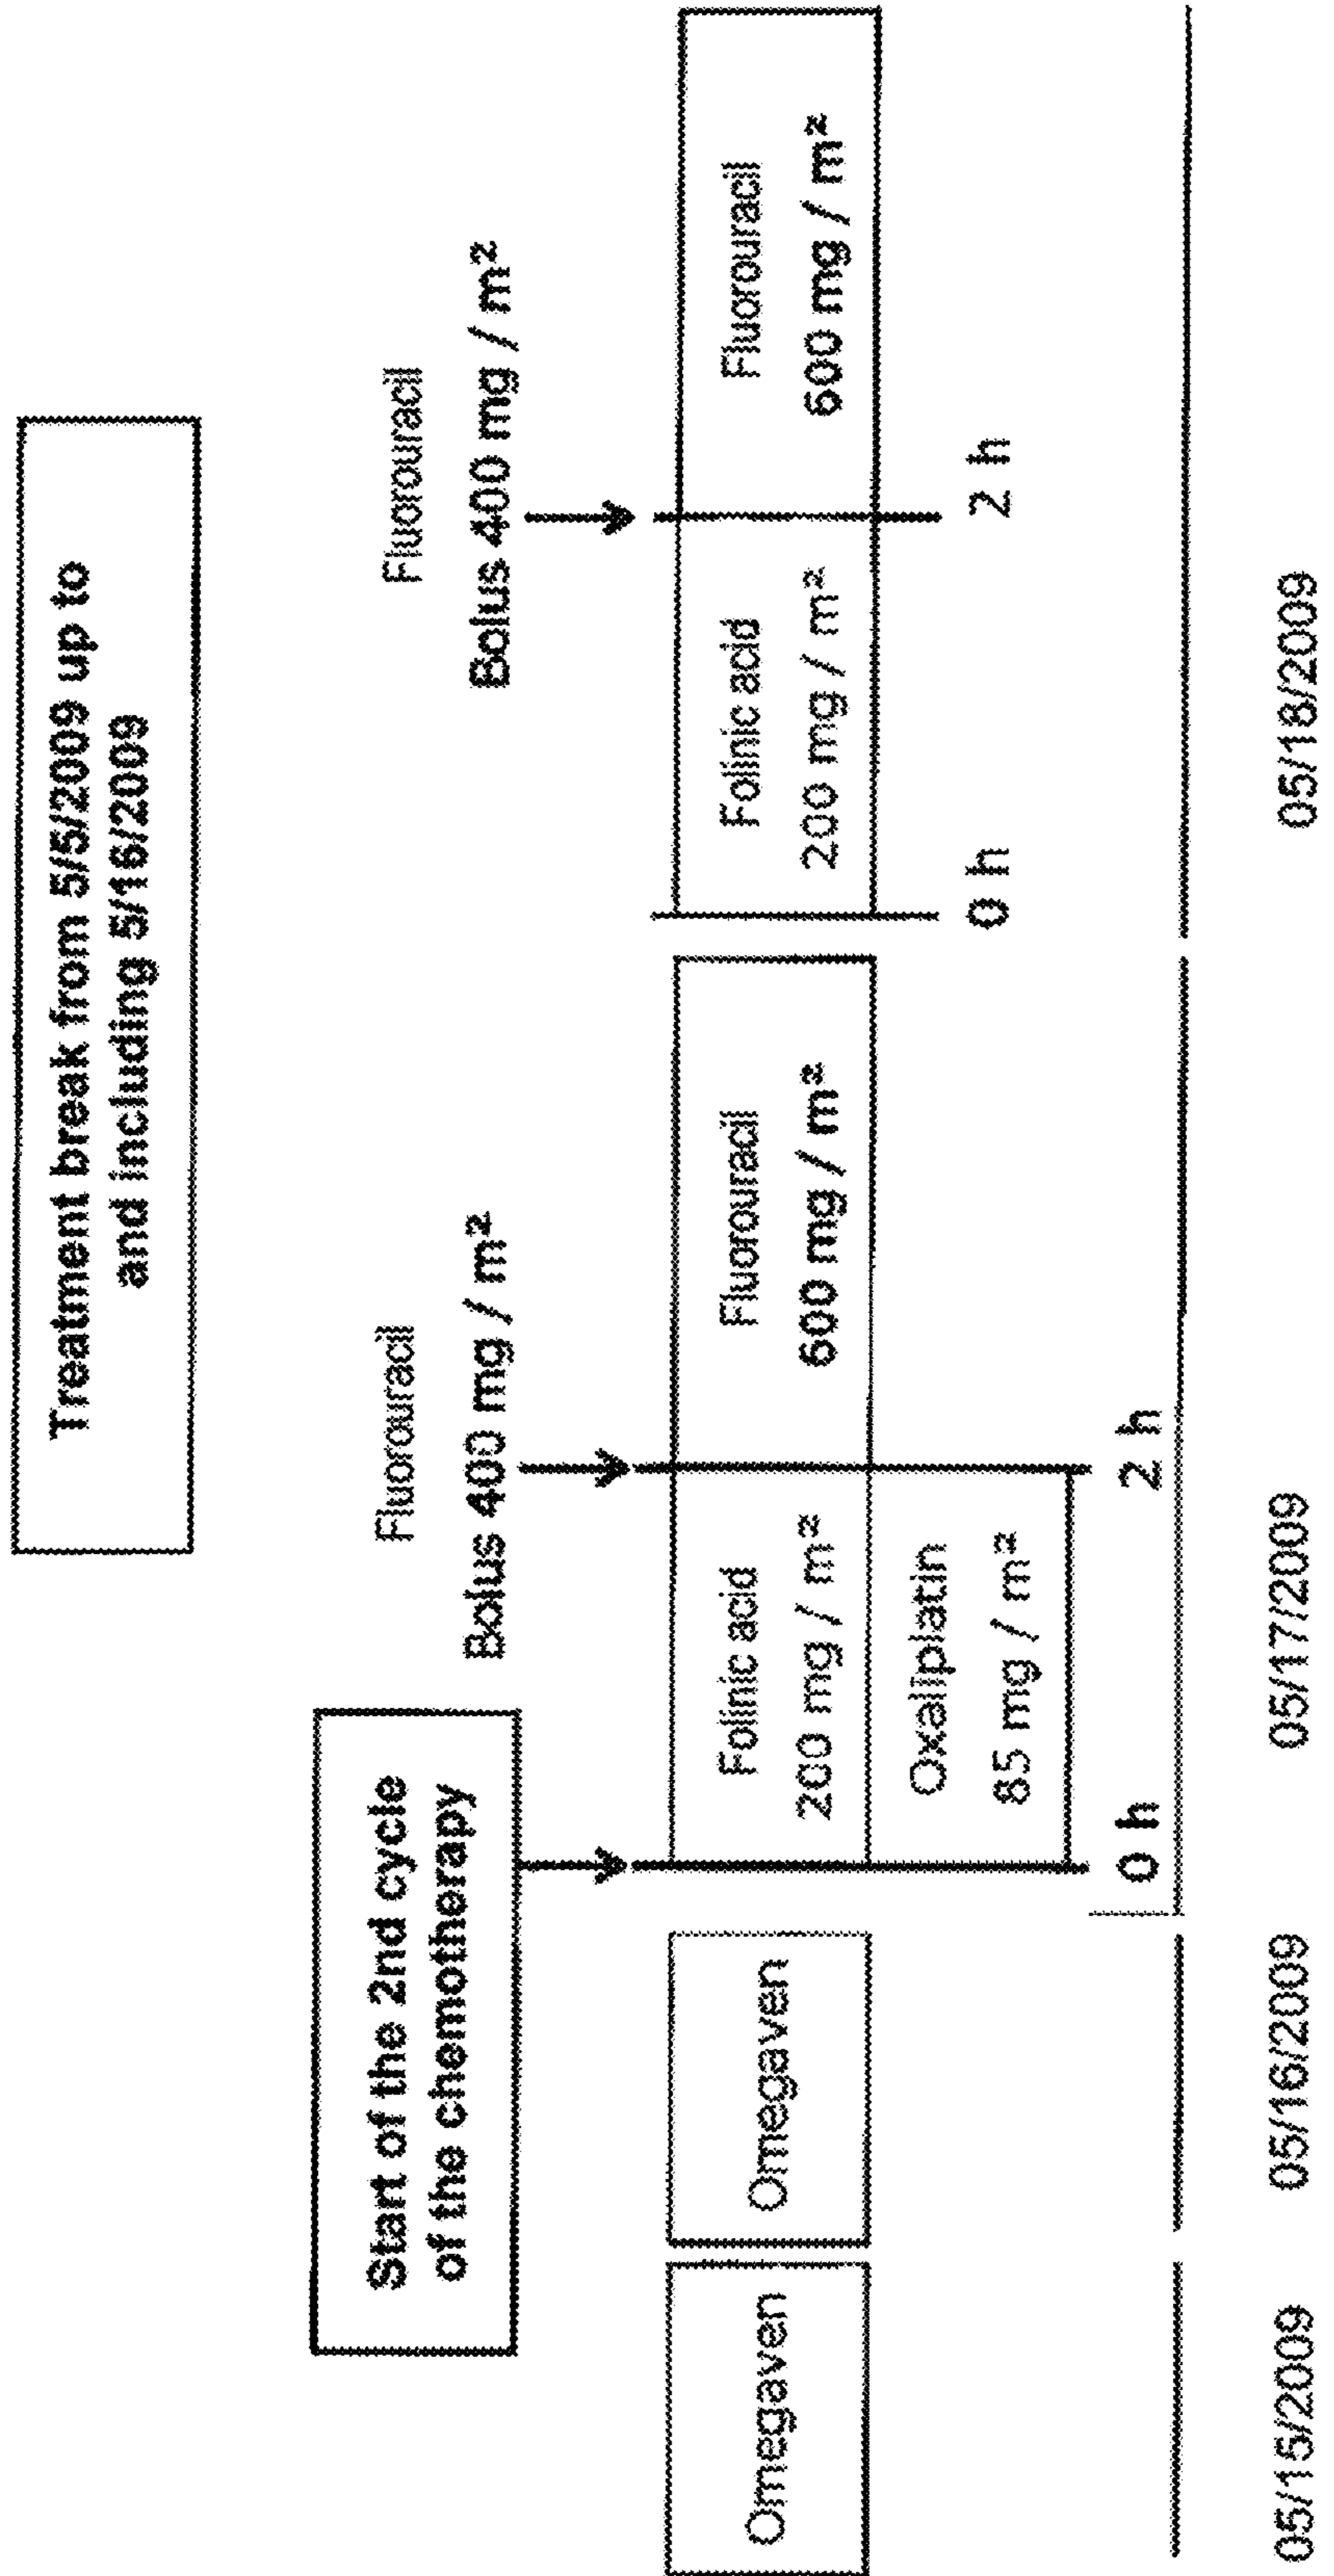 Treatment break from 5/5/2009 up to
and including 5/16/2009
Start of the 2nd cycle
of the chemotherapy
Fluorouracil
Bolus 400 mg / m²
Fluorouracil
Bolus 400 mg / m²
Omegaven
Omegaven
Folinic acid
200 mg / m²
Fluorouracil
600 mg / m²
Oxaliplatin
85 mg / m²
0 h
2 h
Folinic acid
200 mg / m²
Fluorouracil
600 mg / m²
0 h
2 h
05/15/2009
05/16/2009
05/17/2009
05/18/2009